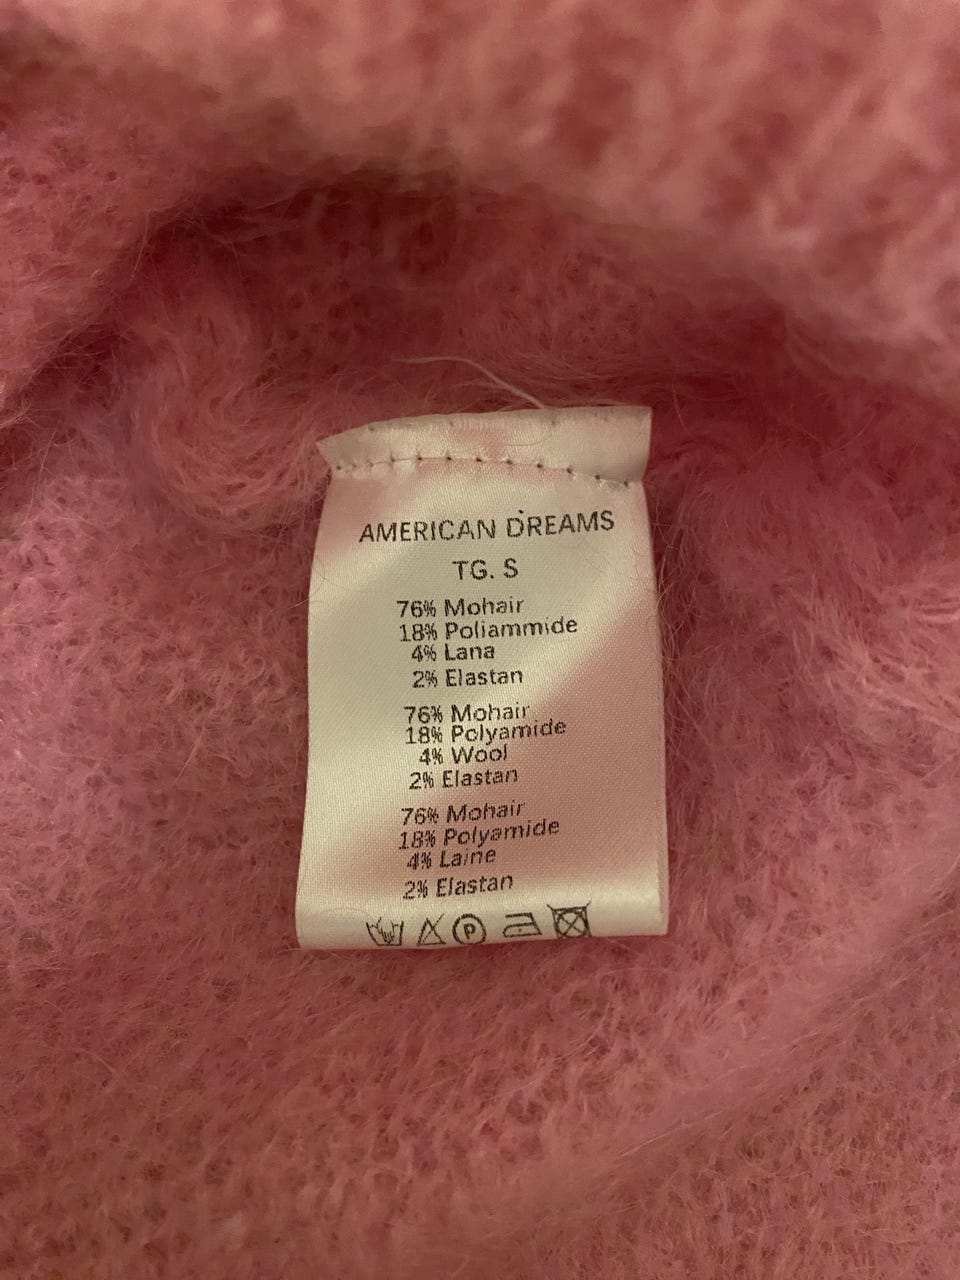 AMERICAN DREAMS
TG. S
76% Mohair
18% Poliammide
4% Lana
2% Elastan
76% Mohair
18% Polyamide
4% Wool
2% Elastan
76% Mohair
18% Polyamide
4% Laine
2% Elastan
P